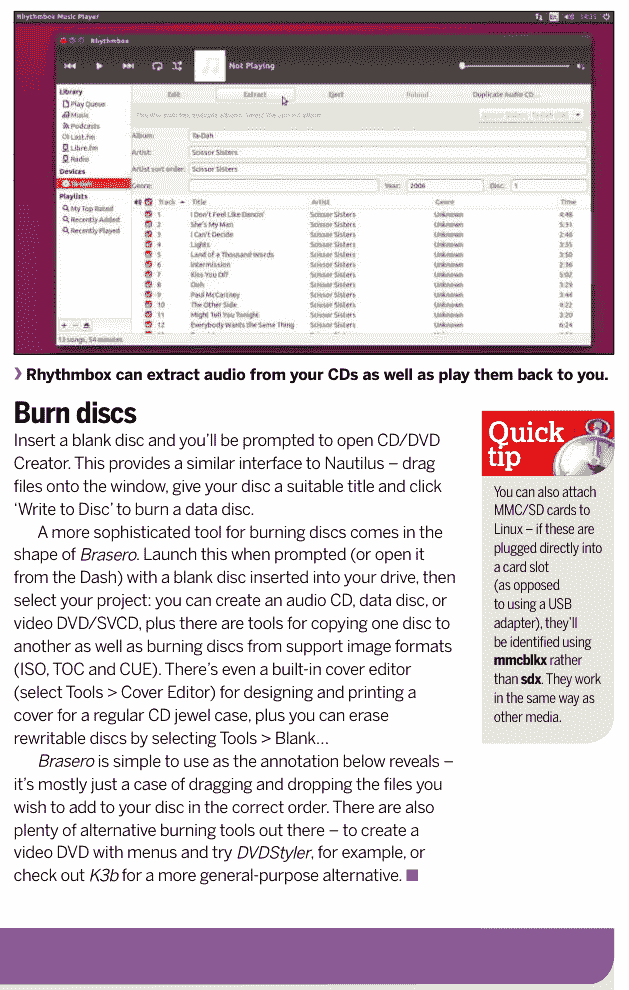 Rhythmbox Music Player
14:15
Rhythmbox
Not Playing
Library
Play Queue
Music
Podcasts
Last.fm
Libre.fm
Radio
Devices
Ta-Dah
Playlists
My Top Rated
Recently Added
Recently Played
Edit Extract Eject Reload Duplicate Audio CD...
Album: Ta-Dah
Artist: Scissor Sisters
Artist sort order: Scissor Sisters
Genre: Year: 2006 Disc: 1
Track Title Artist Genre Time
1 I Don't Feel Like Dancin' Scissor Sisters Unknown 4:48
2 She's My Man Scissor Sisters Unknown 5:31
3 I Can't Decide Scissor Sisters Unknown 2:46
4 Lights Scissor Sisters Unknown 3:35
5 Land of a Thousand Words Scissor Sisters Unknown 3:50
6 Intermission Scissor Sisters Unknown 2:36
7 Kiss You Off Scissor Sisters Unknown 5:02
8 Ooh Scissor Sisters Unknown 3:29
9 Paul McCartney Scissor Sisters Unknown 3:44
10 The Other Side Scissor Sisters Unknown 4:22
11 Might Tell You Tonight Scissor Sisters Unknown 3:20
12 Everybody Wants the Same Thing Scissor Sisters Unknown 6:24
13 songs, 54 minutes
Rhythmbox can extract audio from your CDs as well as play them back to you.
Burn discs
Insert a blank disc and you'll be prompted to open CD/DVD
Creator. This provides a similar interface to Nautilus – drag
files onto the window, give your disc a suitable title and click
'Write to Disc' to burn a data disc.
A more sophisticated tool for burning discs comes in the
shape of Brasero. Launch this when prompted (or open it
from the Dash) with a blank disc inserted into your drive, then
select your project: you can create an audio CD, data disc, or
video DVD/SVCD, plus there are tools for copying one disc to
another as well as burning discs from support image formats
(ISO, TOC and CUE). There's even a built-in cover editor
(select Tools > Cover Editor) for designing and printing a
cover for a regular CD jewel case, plus you can erase
rewritable discs by selecting Tools > Blank…
Brasero is simple to use as the annotation below reveals –
it's mostly just a case of dragging and dropping the files you
wish to add to your disc in the correct order. There are also
plenty of alternative burning tools out there – to create a
video DVD with menus and try DVDStyler, for example, or
check out K3b for a more general-purpose alternative.
Quick
tip
You can also attach
MMC/SD cards to
Linux – if these are
plugged directly into
a card slot
(as opposed
to using a USB
adapter), they'll
be identified using
mmcblkx rather
than sdx. They work
in the same way as
other media.